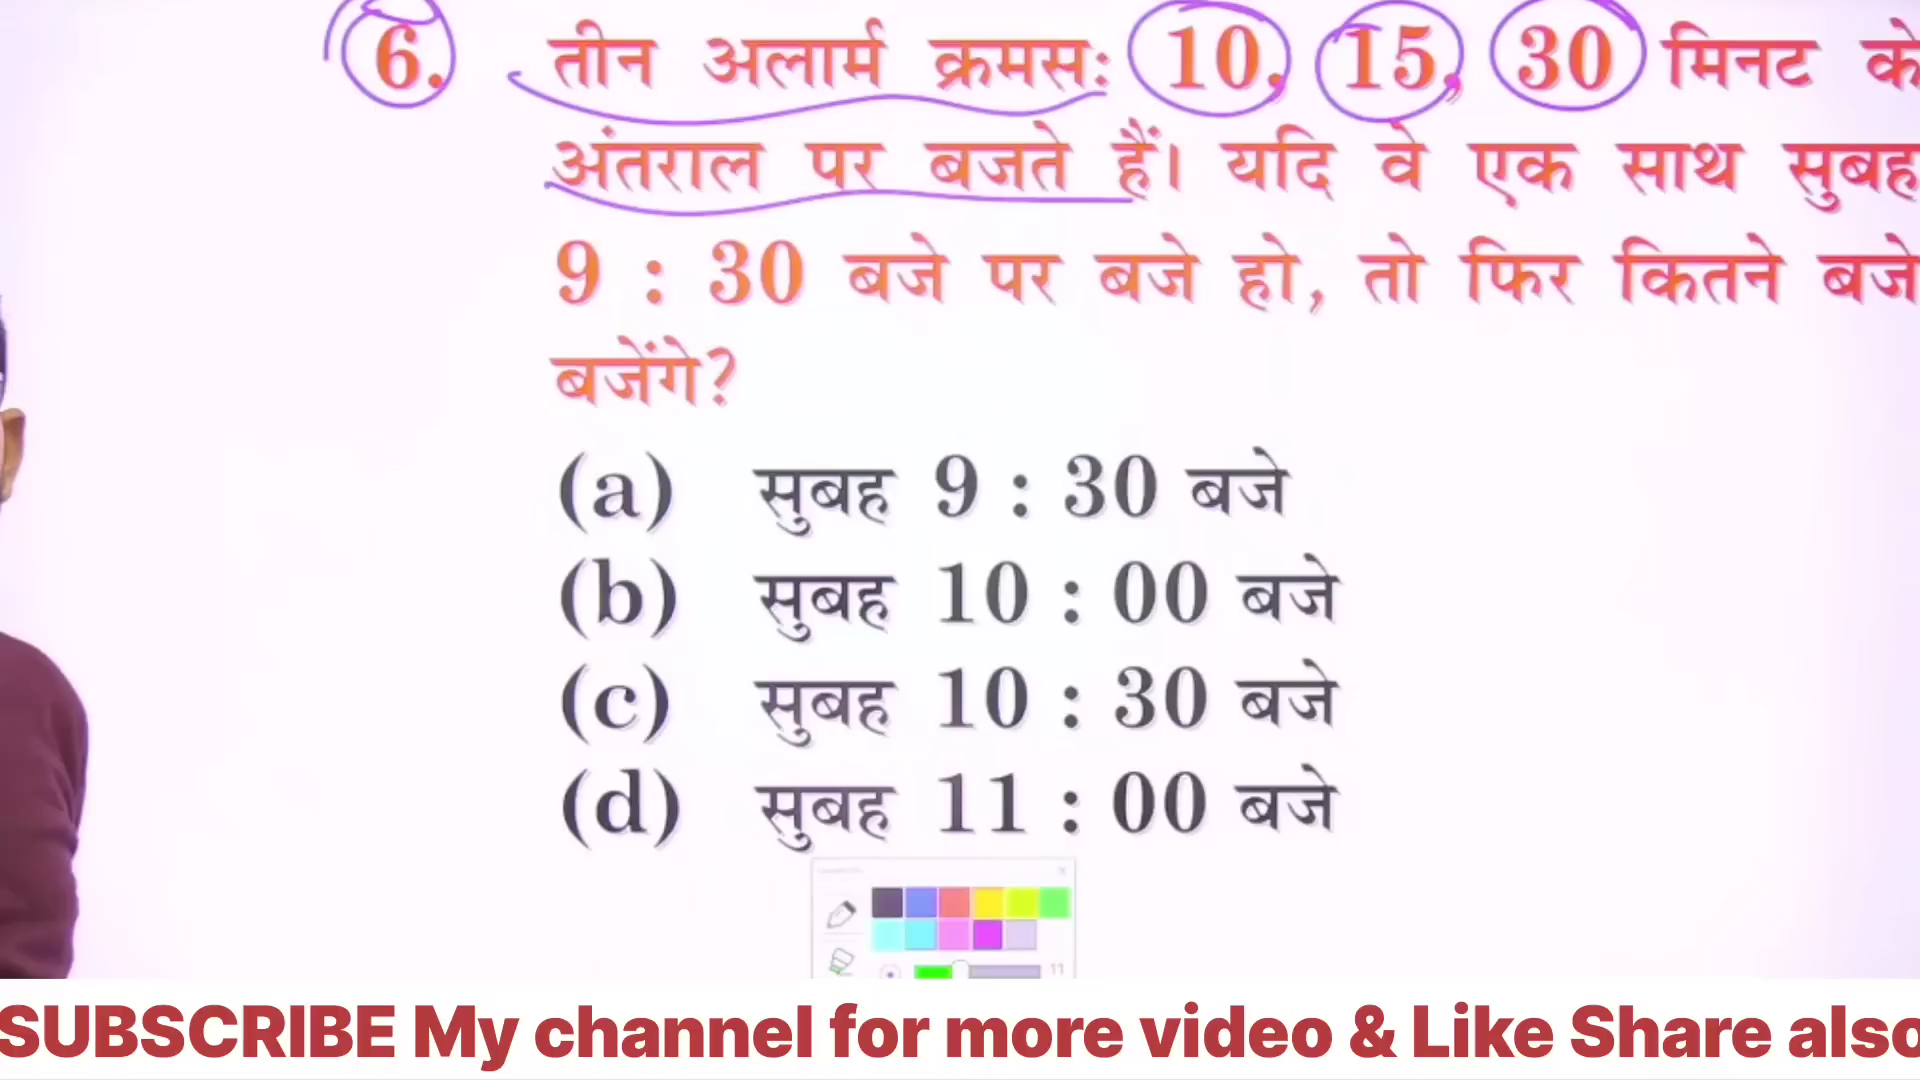 6. तीन अलार्म क्रमसः 10, 15, 30 मिनट के
अंतराल पर बजते हैं। यदि वे एक साथ सुबह
9 : 30 बजे पर बजे हो, तो फिर कितने बजे
बजेंगे?
(a) सुबह 9 : 30 बजे
(b) सुबह 10 : 00 बजे
(c) सुबह 10 : 30 बजे
(d) सुबह 11 : 00 बजे
11
SUBSCRIBE My channel for more video & Like Share also